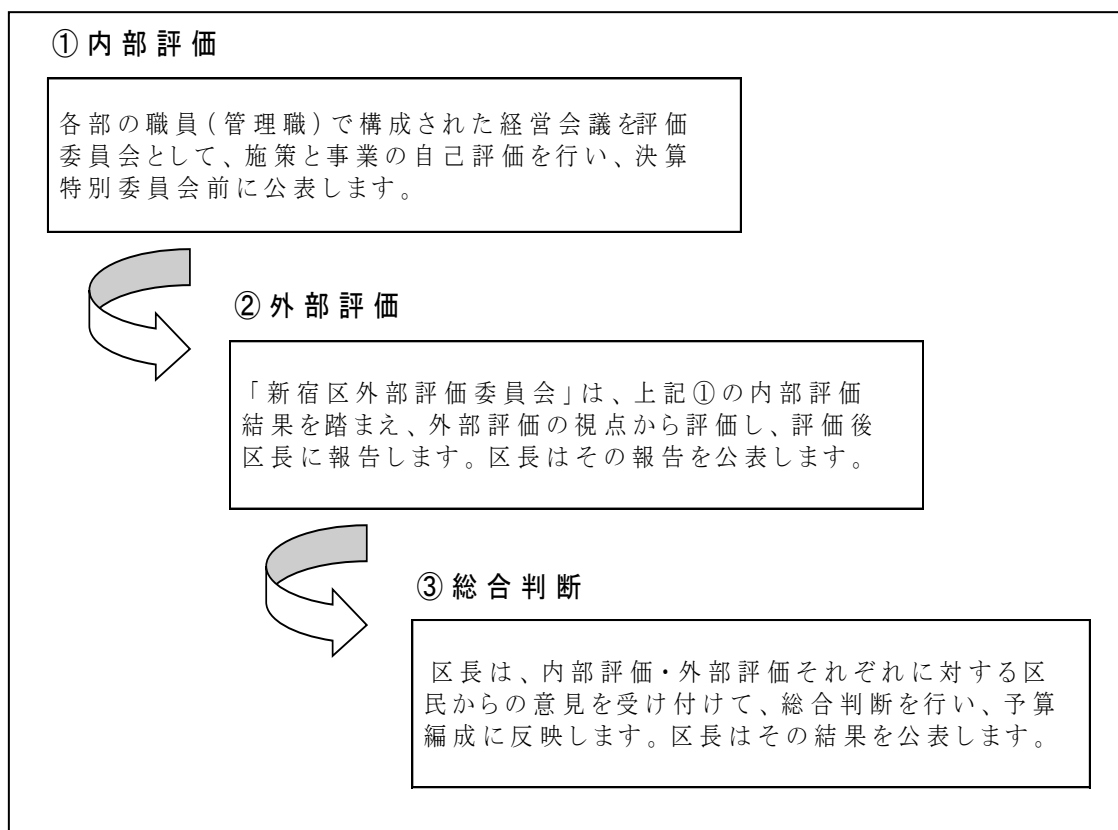 ①内部評価
各部の職員(管理職)で構成された経営会議を評価
委員会として、施策と事業の自己評価を行い、決算
特別委員会前に公表します。
②外部評価
「新宿区外部評価委員会」は、上記①の内部評価
結果を踏まえ、外部評価の視点から評価し、評価後
区長に報告します。区長はその報告を公表します。
③総合判断
区長は、内部評価・外部評価それぞれに対する区
民からの意見を受け付けて、総合判断を行い、予算
編成に反映します。区長はその結果を公表します。